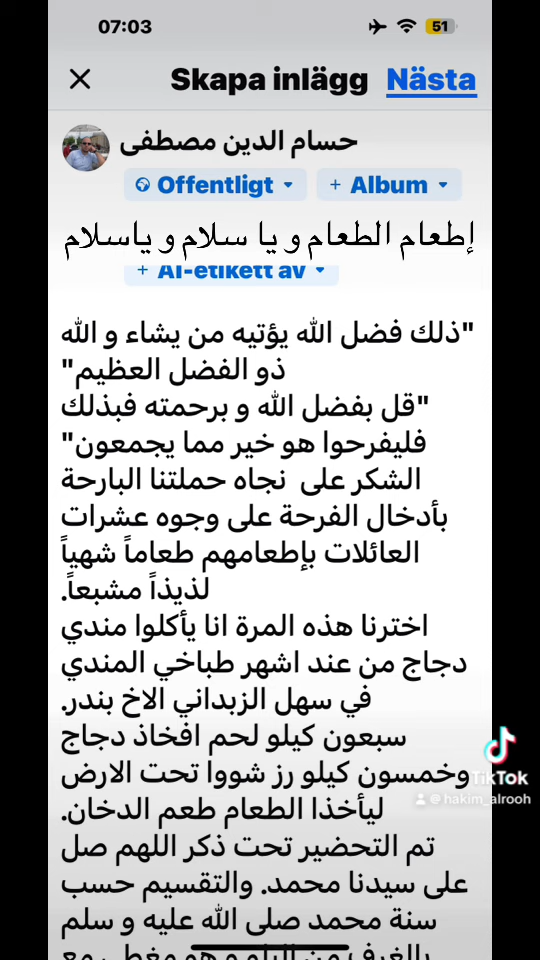 07:03
51
Skapa inlägg
Nästa
حسام الدين مصطفى
Offentligt
+ Album
إطعام الطعام و يا سلام و ياسلام
+ AI-etikett av
"ذلك فضل الله يؤتيه من يشاء و الله
ذو الفضل العظيم"
"قل بفضل الله و برحمته فبذلك
فليفرحوا هو خير مما يجمعون"
الشكر على نجاه حملتنا البارحة
بأدخال الفرحة على وجوه عشرات
العائلات بإطعامهم طعاماً شهياً
لذيذاً مشبعاً.
اخترنا هذه المرة انا يأكلوا مندي
دجاج من عند اشهر طباخي المندي
في سهل الزبداني الاخ بندر.
سبعون كيلو لحم افخاذ دجاج
وخمسون كيلو رز شووا تحت الارض
ليأخذا الطعام طعم الدخان.
تم التحضير تحت ذكر اللهم صل
على سيدنا محمد. والتقسيم حسب
سنة محمد صلى الله عليه و سلم
TikTok
@hakim_alrooh